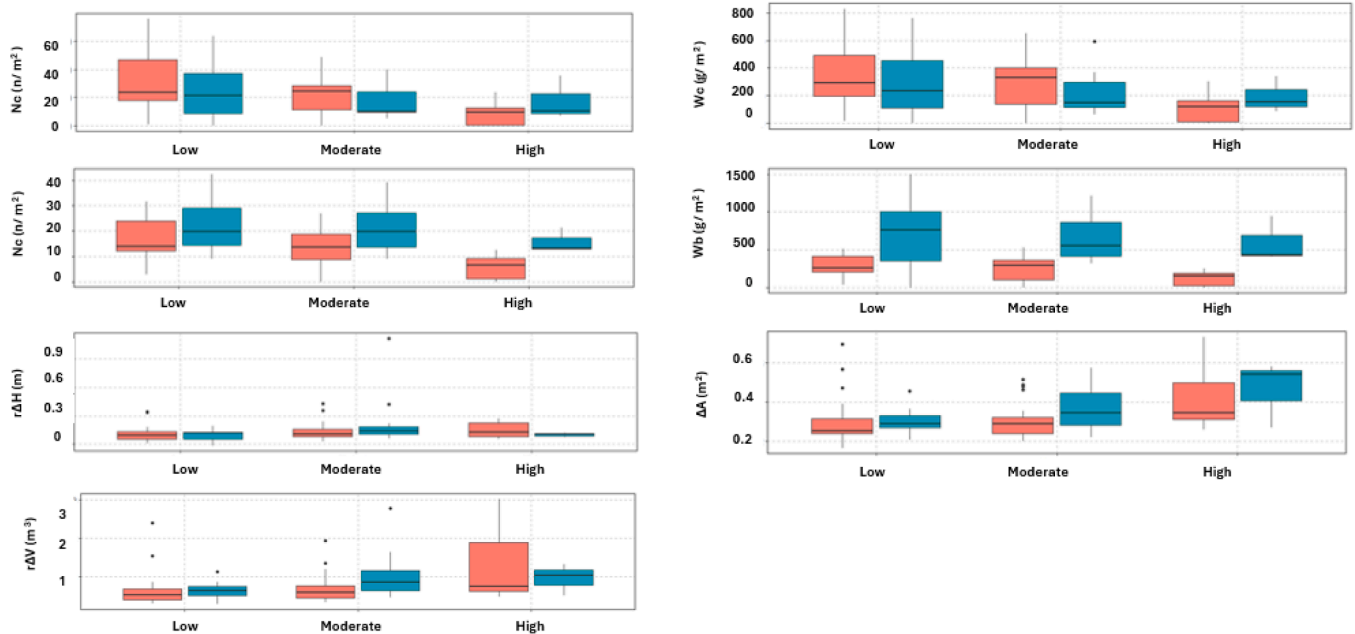 Nc (n/ m²)
60
40
20
0
Low
Moderate
High
Wc (g/ m²)
800
600
400
200
0
Low
Moderate
High
Nc (n/ m²)
40
30
20
10
0
Low
Moderate
High
Wb (g/ m²)
1500
1000
500
0
Low
Moderate
High
rΔH (m)
0.9
0.6
0.3
0
Low
Moderate
High
ΔA (m²)
0.6
0.4
0.2
Low
Moderate
High
rΔV (m³)
3
2
1
Low
Moderate
High